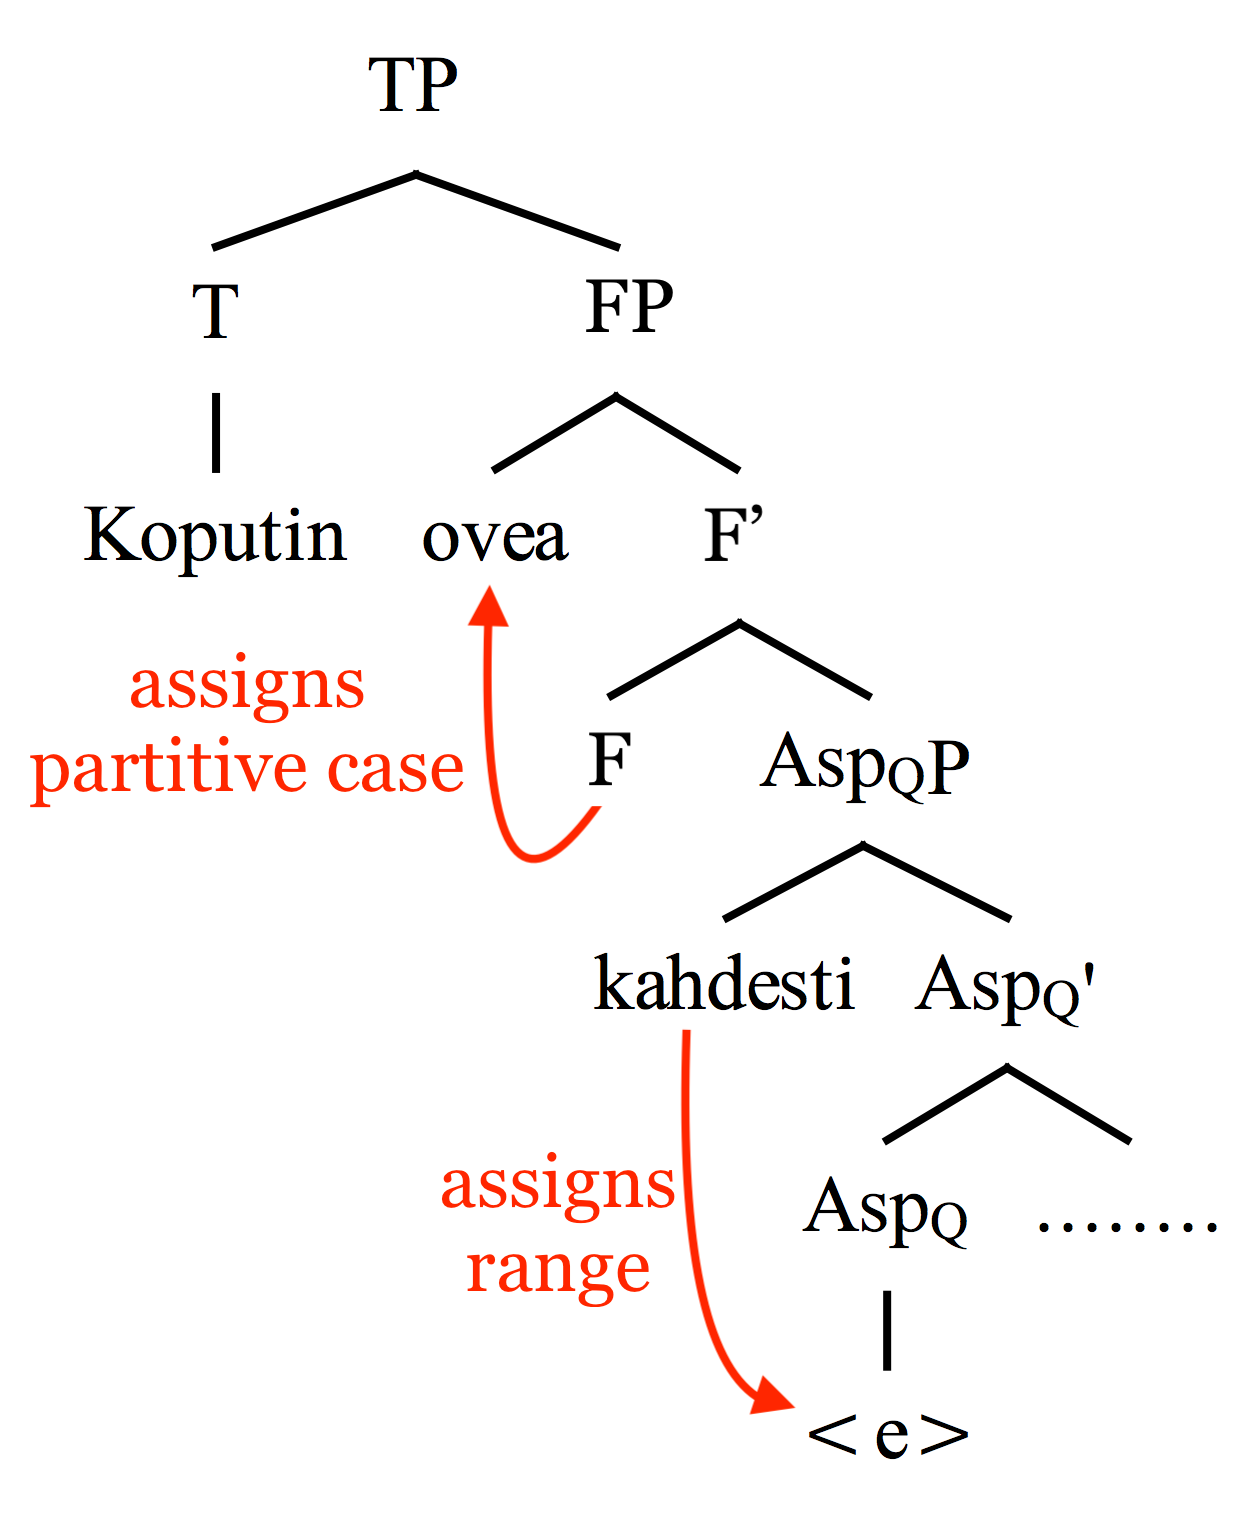 TP
T FP
Koputin ovea F’
assigns
partitive case
F AspQP
kahdesti AspQ'
assigns
range
AspQ ........
<e>